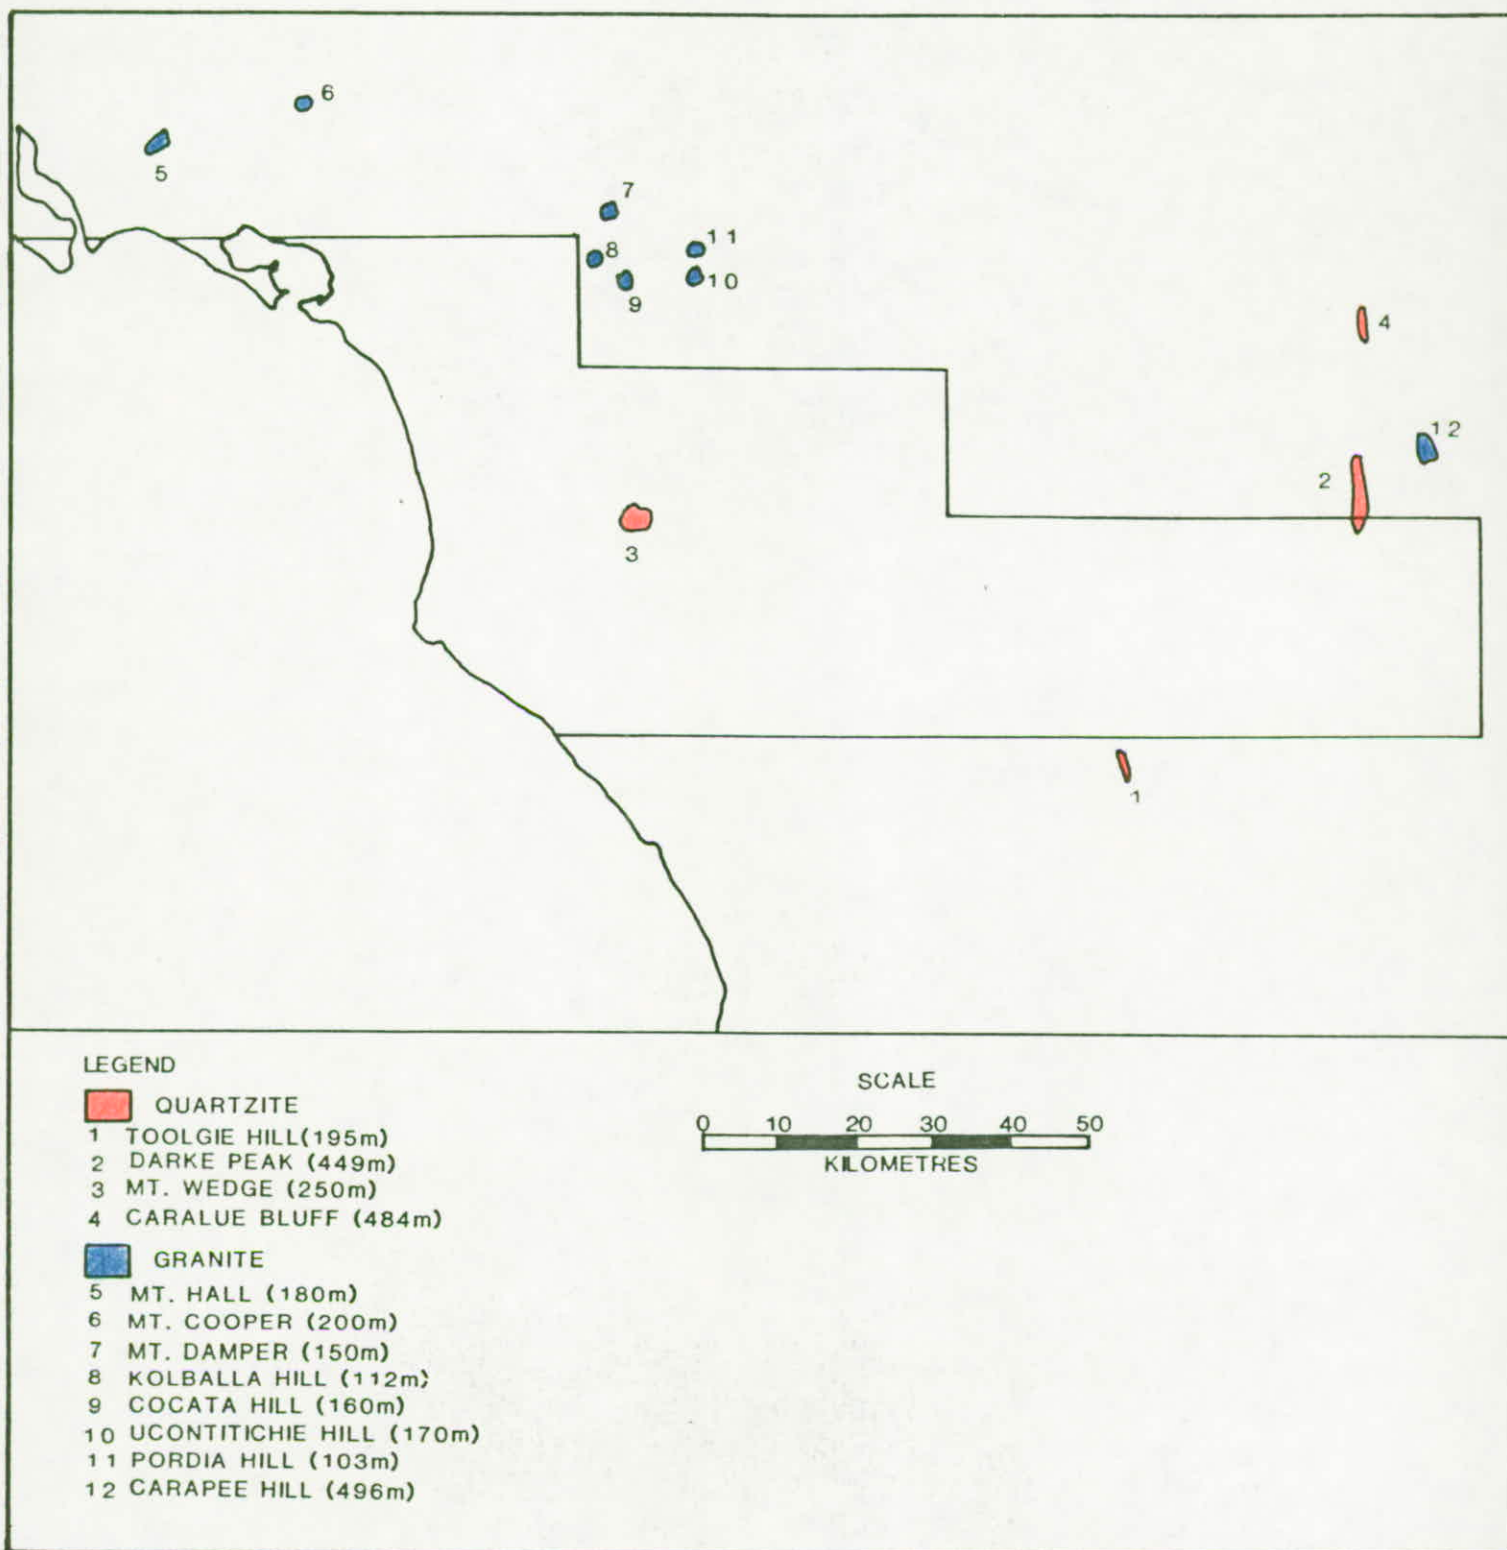 6
5
7
8
11
9
10
4
12
2
3
1
LEGEND
QUARTZITE
1 TOOLGIE HILL(195m)
2 DARKE PEAK (449m)
3 MT. WEDGE (250m)
4 CARALUE BLUFF (484m)
GRANITE
5 MT. HALL (180m)
6 MT. COOPER (200m)
7 MT. DAMPER (150m)
8 KOLBALLA HILL (112m)
9 COCATA HILL (160m)
10 UCONTITICHIE HILL (170m)
11 PORDIA HILL (103m)
12 CARAPEE HILL (496m)
SCALE
0 10 20 30 40 50
KILOMETRES